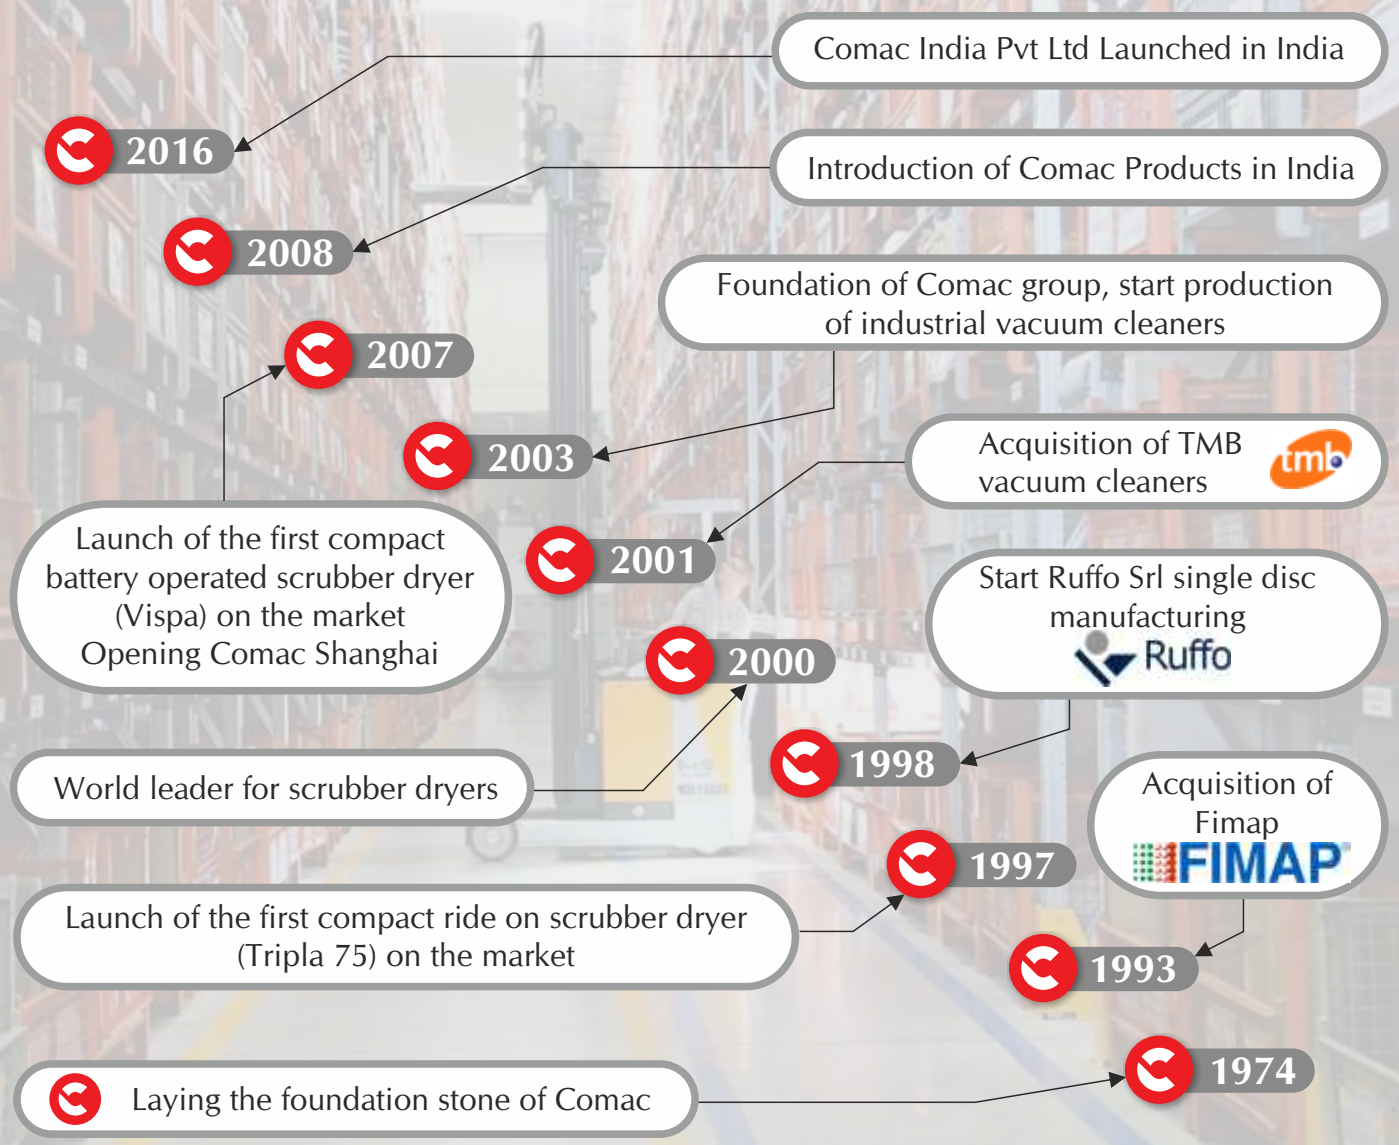 Comac India Pvt Ltd Launched in India
2016
Introduction of Comac Products in India
2008
Foundation of Comac group, start production
of industrial vacuum cleaners
2007
2003
Acquisition of TMB
vacuum cleaners
tmb
Launch of the first compact
battery operated scrubber dryer
(Vispa) on the market
Opening Comac Shanghai
2001
Start Ruffo Srl single disc
manufacturing
Ruffo
2000
World leader for scrubber dryers
1998
Acquisition of
Fimap
FIMAP
1997
Launch of the first compact ride on scrubber dryer
(Tripla 75) on the market
1993
1974
Laying the foundation stone of Comac